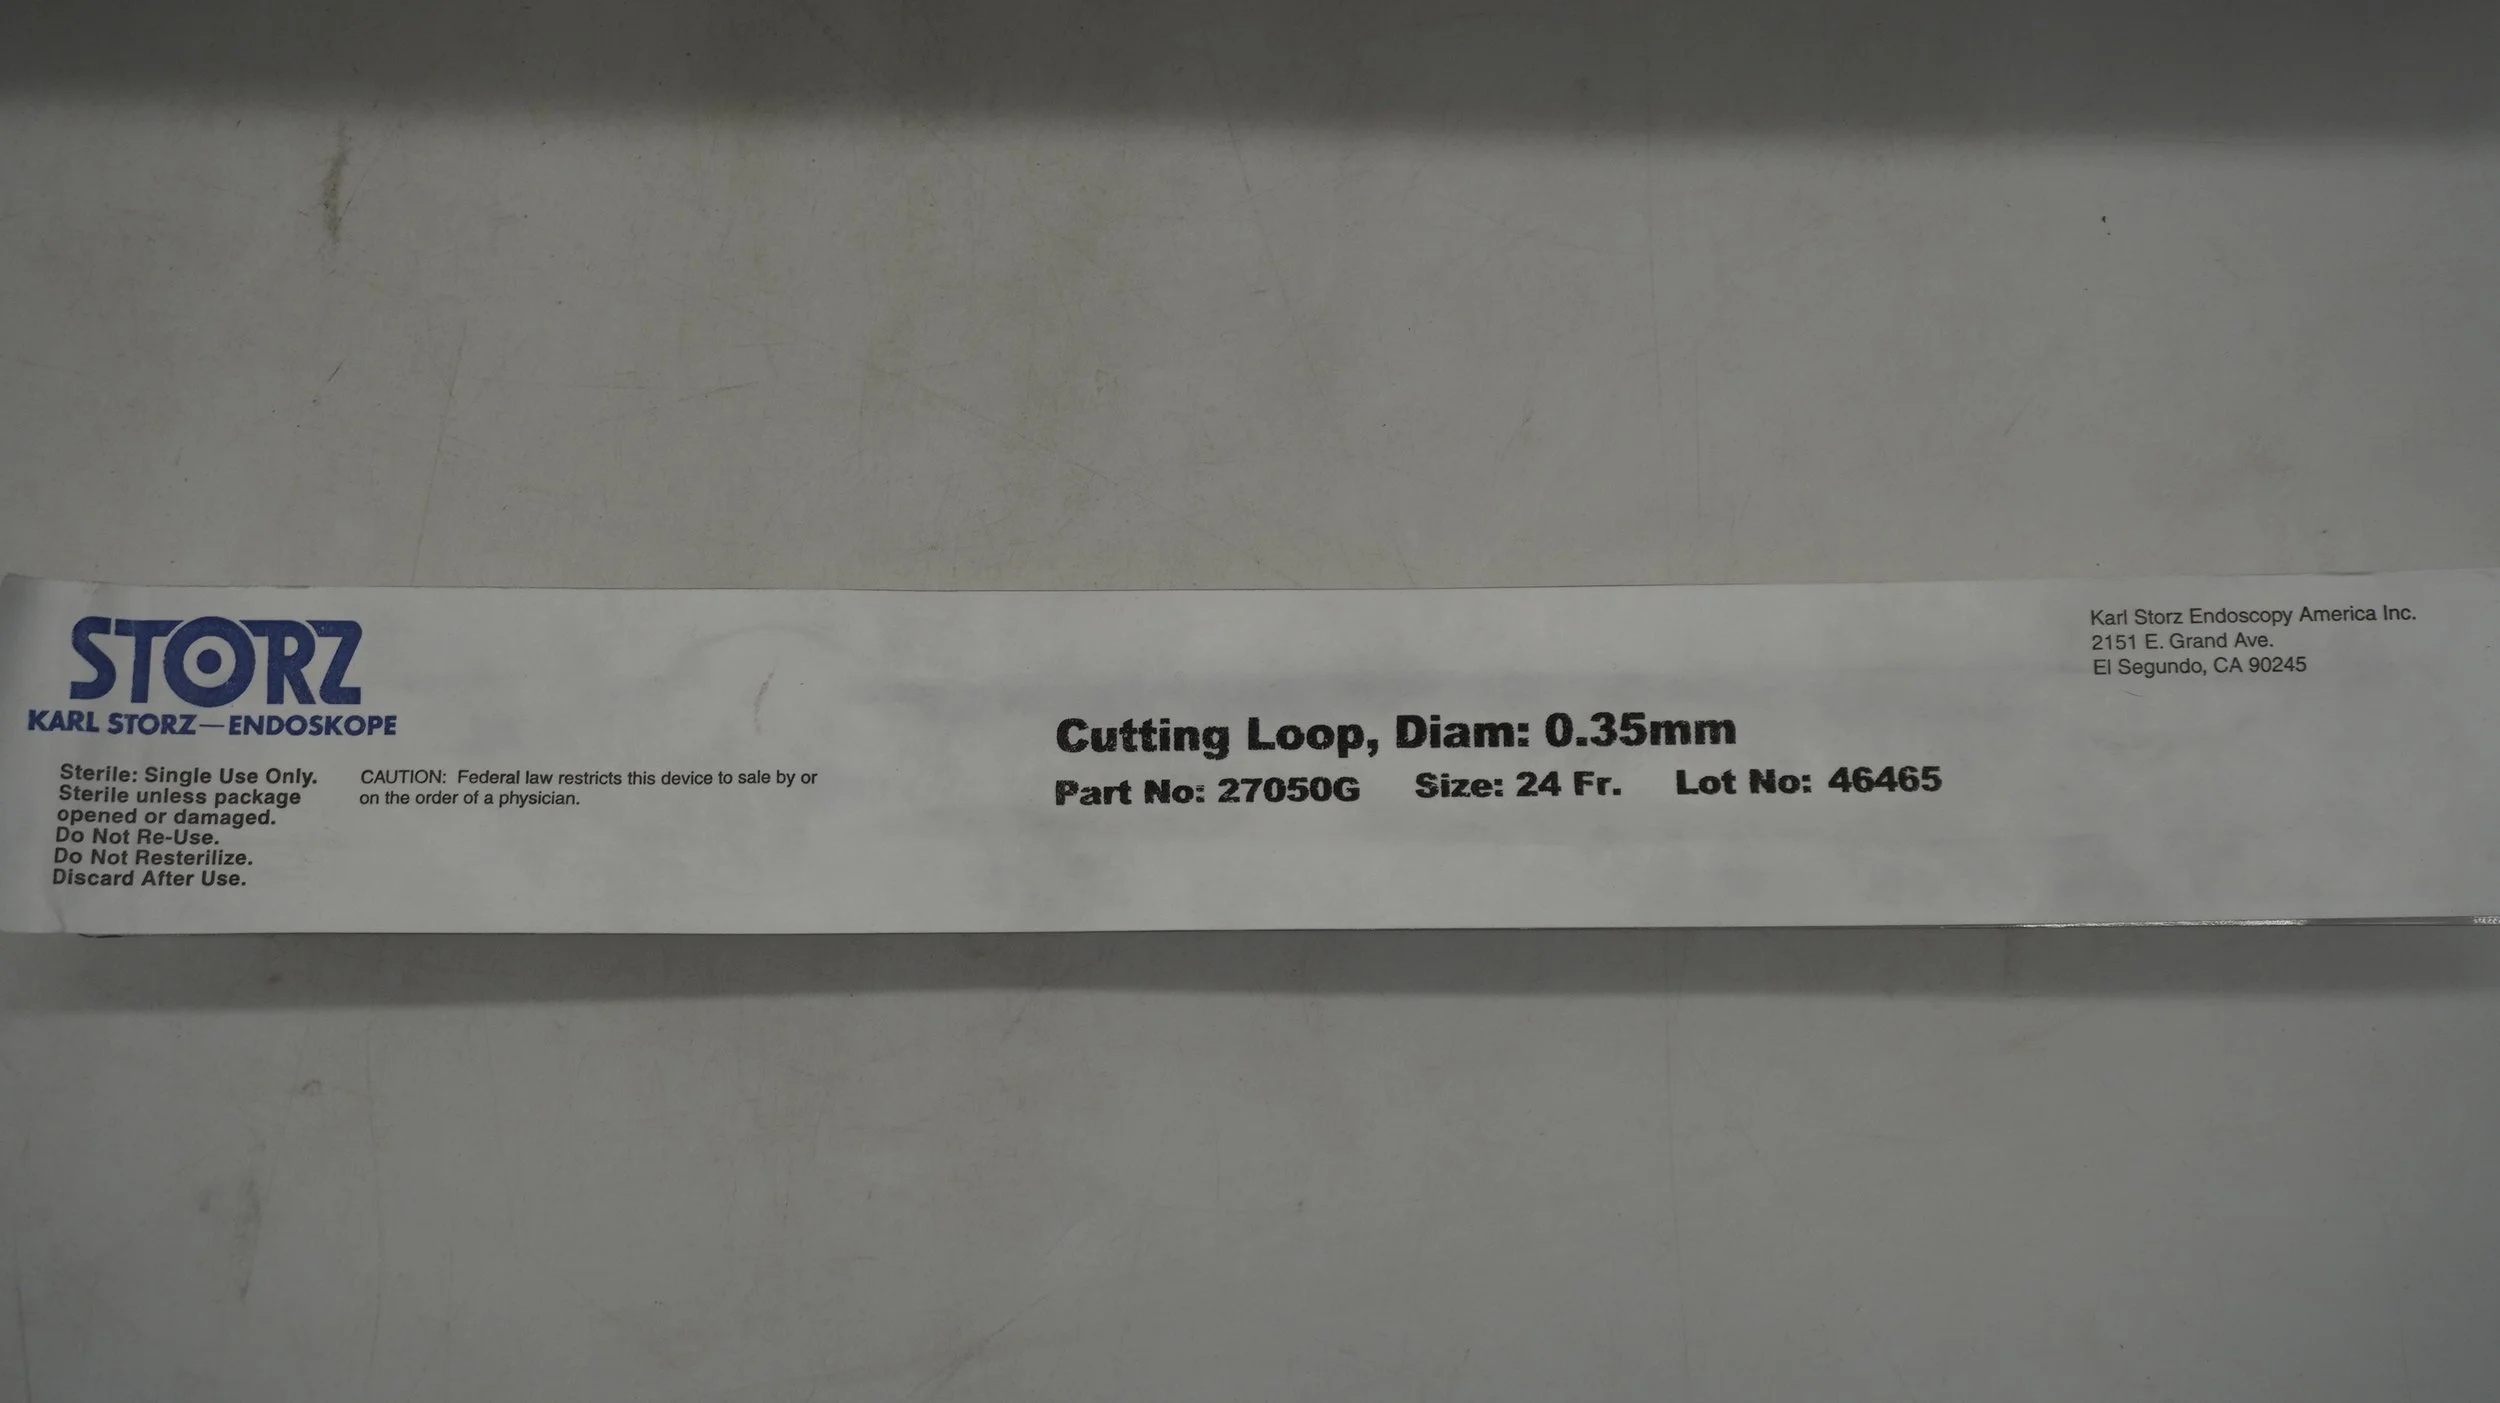 STORZ
KARL STORZ—ENDOSKOPE
Sterile: Single Use Only.
Sterile unless package
opened or damaged.
Do Not Re-Use.
Do Not Resterilize.
Discard After Use.
CAUTION: Federal law restricts this device to sale by or
on the order of a physician.
Cutting Loop, Diam: 0.35mm
Part No: 27050G Size: 24 Fr. Lot No: 46465
Karl Storz Endoscopy America Inc.
2151 E. Grand Ave.
El Segundo, CA 90245